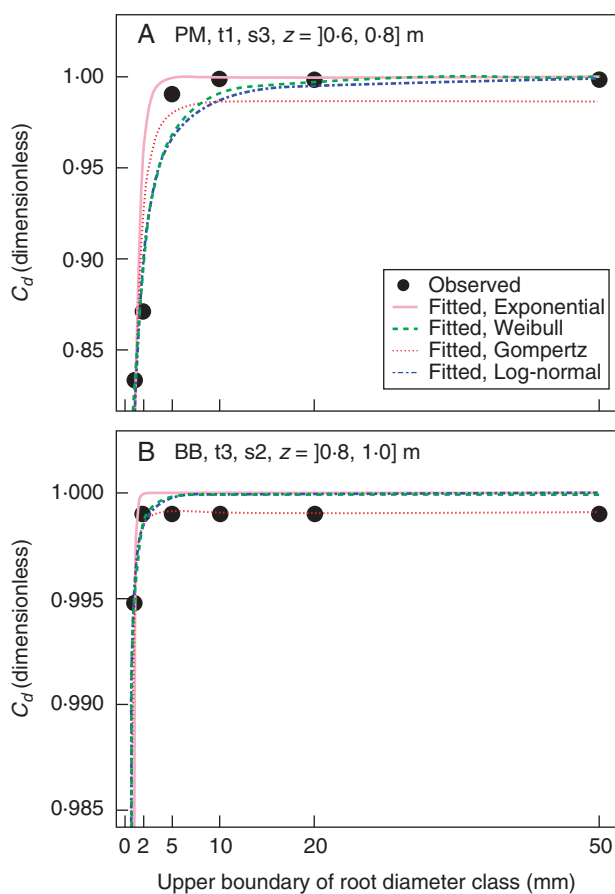 A PM, t1, s3, z = ]0·6, 0·8] m
1·00
0·95
0·90
0·85
C_d (dimensionless)
Observed
Fitted, Exponential
Fitted, Weibull
Fitted, Gompertz
Fitted, Log-normal
B BB, t3, s2, z = ]0·8, 1·0] m
1·000
0·995
0·990
0·985
C_d (dimensionless)
0 2 5 10 20 50
Upper boundary of root diameter class (mm)